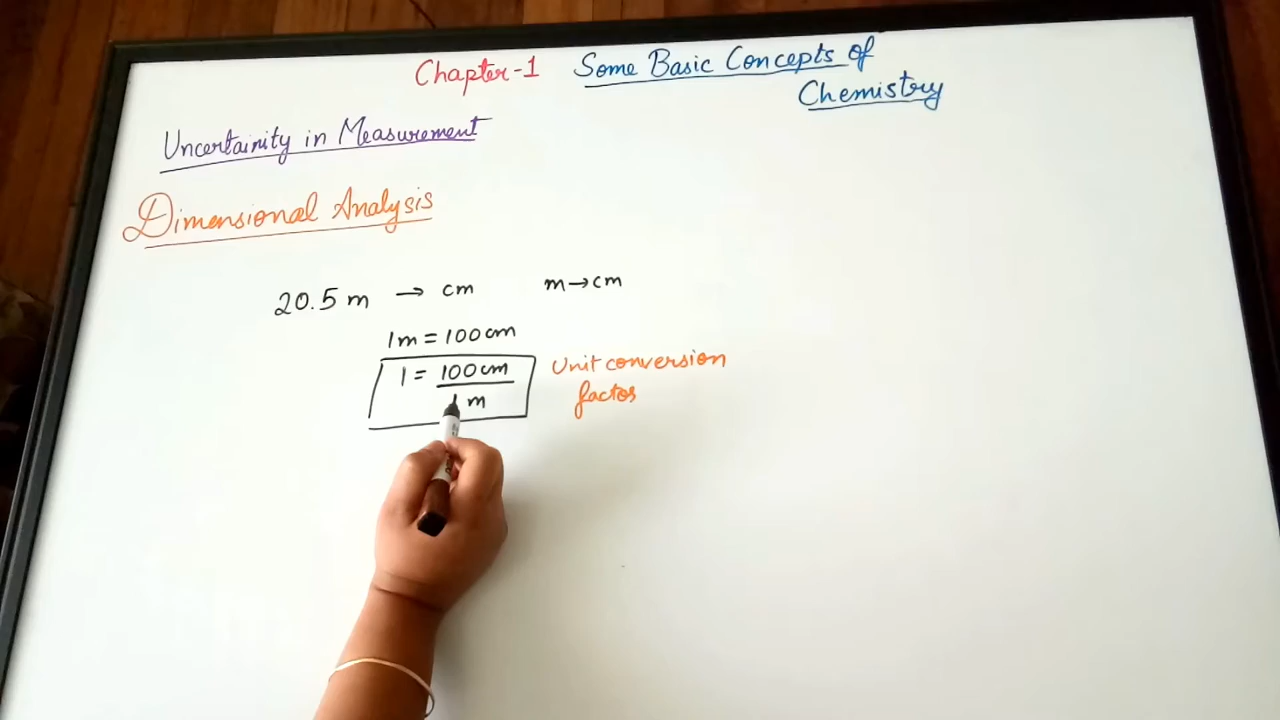 Chapter-1 Some Basic Concepts of
Chemistry
Uncertainity in Measurement
Dimensional Analysis
20.5 m → cm m→cm
1m = 100 cm
1 = 100 cm
1 m
Unit conversion
factor